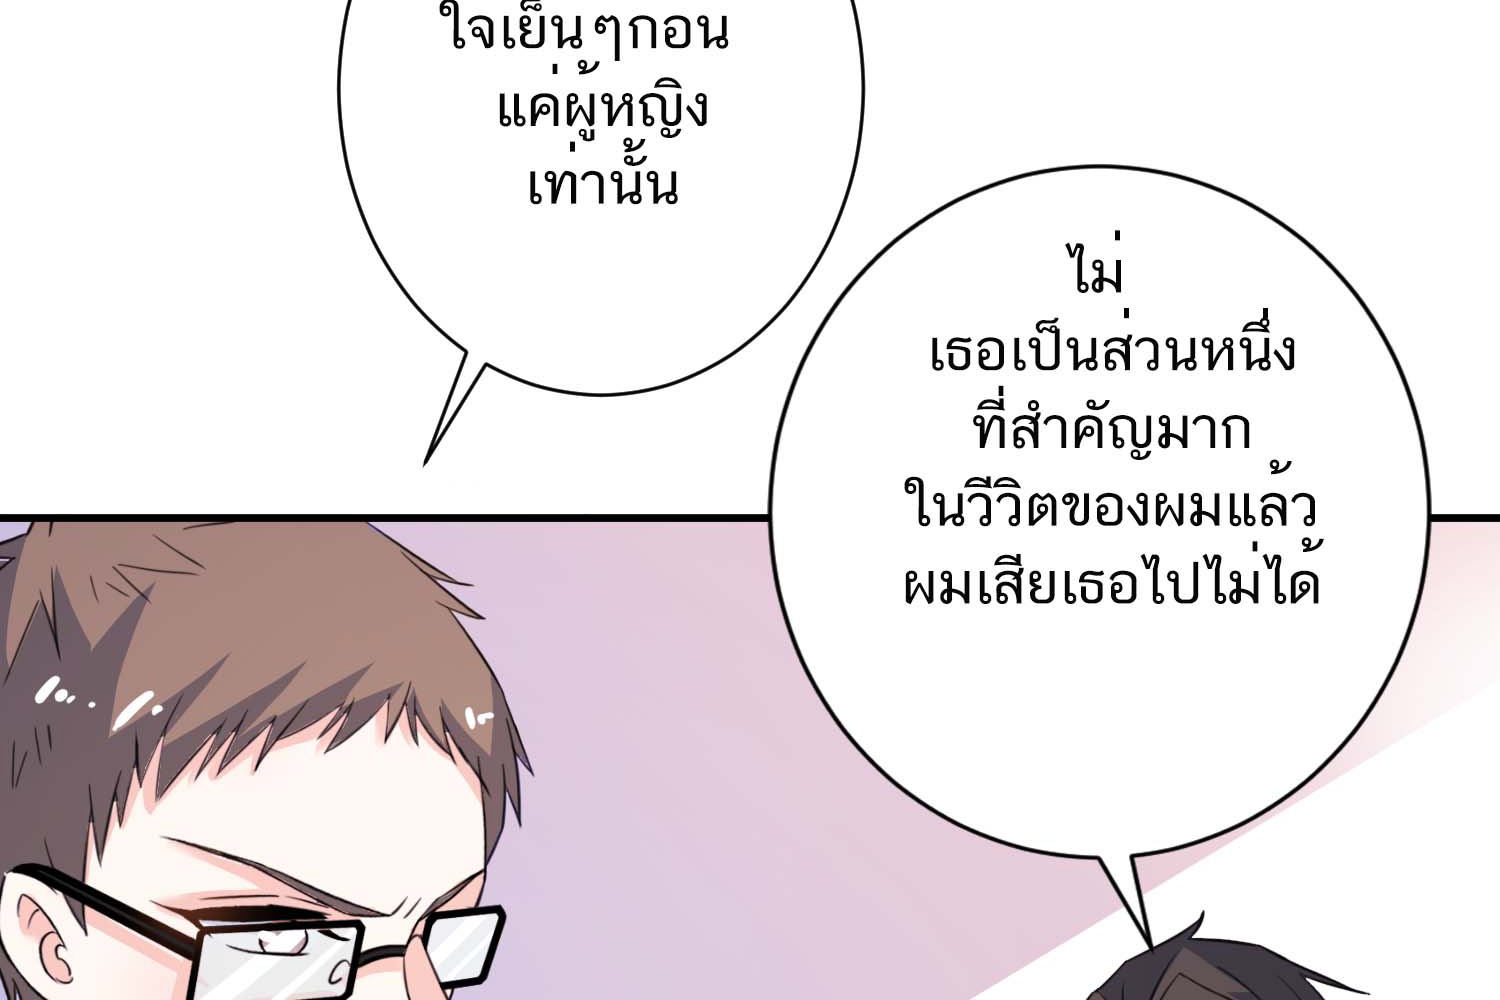 ใจเย็นๆกอน
แค่ผู้หญิง
เท่านั้น
ไม่
เธอเป็นส่วนหนึ่ง
ที่สำคัญมาก
ในวีวิตของผมแล้ว
ผมเสียเธอไปไม่ได้